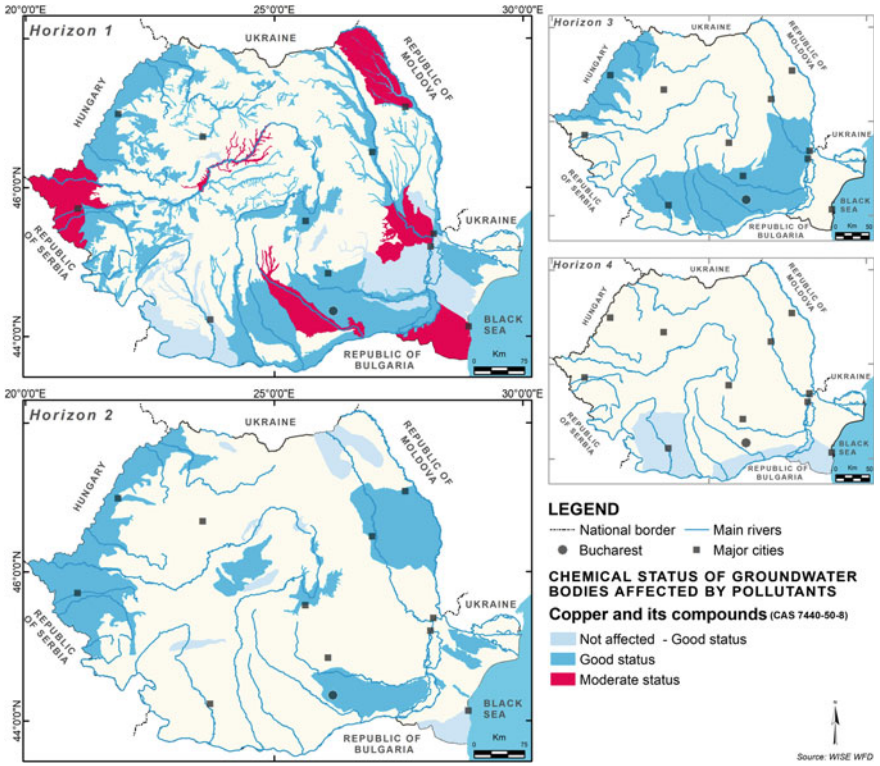 20°0'0"E
25°0'0"E
30°0'0"E
Horizon 1
UKRAINE
REPUBLIC OF MOLDOVA
HUNGARY
46°0'0"N
REPUBLIC OF SERBIA
UKRAINE
44°0'0"N
BLACK SEA
REPUBLIC OF BULGARIA
Km
0 75
20°0'0"E
25°0'0"E
30°0'0"E
Horizon 2
UKRAINE
REPUBLIC OF MOLDOVA
HUNGARY
46°0'0"N
REPUBLIC OF SERBIA
UKRAINE
44°0'0"N
BLACK SEA
REPUBLIC OF BULGARIA
Km
0 75
Horizon 3
UKRAINE
REPUBLIC OF MOLDOVA
HUNGARY
UKRAINE
REPUBLIC OF SERBIA
BLACK SEA
REPUBLIC OF BULGARIA
Km
0 50
Horizon 4
UKRAINE
REPUBLIC OF MOLDOVA
HUNGARY
UKRAINE
REPUBLIC OF SERBIA
BLACK SEA
REPUBLIC OF BULGARIA
Km
0 50
LEGEND
National border
Main rivers
Bucharest
Major cities
CHEMICAL STATUS OF GROUNDWATER
BODIES AFFECTED BY POLLUTANTS
Copper and its compounds (CAS 7440-50-8)
Not affected - Good status
Good status
Moderate status
Source: WISE WFD